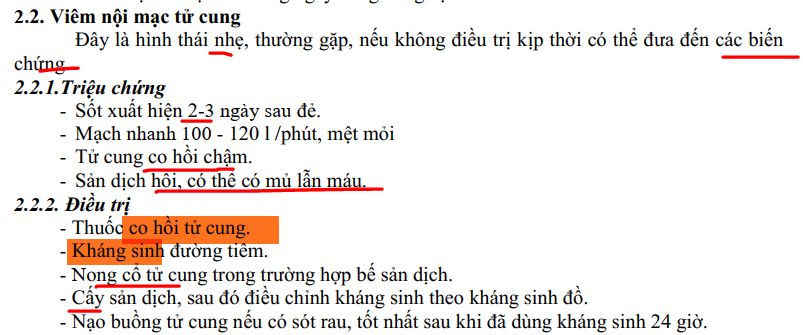 2.2. Viêm nội mạc tử cung
Đây là hình thái nhẹ, thường gặp, nếu không điều trị kịp thời có thể đưa đến các biến
chứng
2.2.1.Triệu chứng
- Sốt xuất hiện 2-3 ngày sau đẻ.
- Mạch nhanh 100 - 120 l /phút, mệt mỏi
- Tử cung co hồi chậm.
- Sản dịch hôi, có thể có mủ lẫn máu.
2.2.2. Điều trị
- Thuốc co hồi tử cung.
- Kháng sinh đường tiêm.
- Nong cổ tử cung trong trường hợp bế sản dịch.
- Cấy sản dịch, sau đó điều chỉnh kháng sinh theo kháng sinh đồ.
- Nạo buồng tử cung nếu có sót rau, tốt nhất sau khi đã dùng kháng sinh 24 giờ.